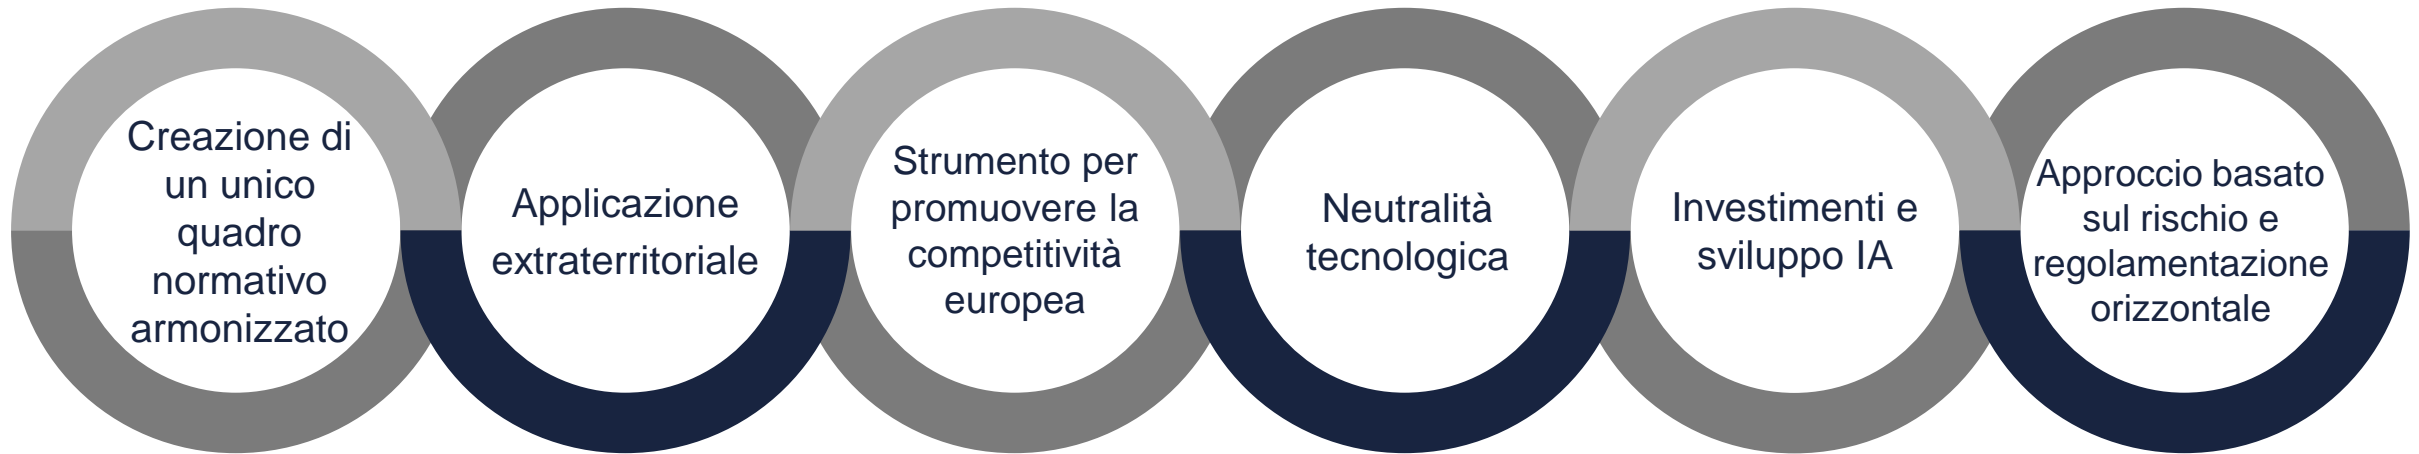 Creazione di
un unico
quadro
normativo
armonizzato
Applicazione
extraterritoriale
Strumento per
promuovere la
competitività
europea
Neutralità
tecnologica
Investimenti e
sviluppo IA
Approccio basato
sul rischio e
regolamentazione
orizzontale